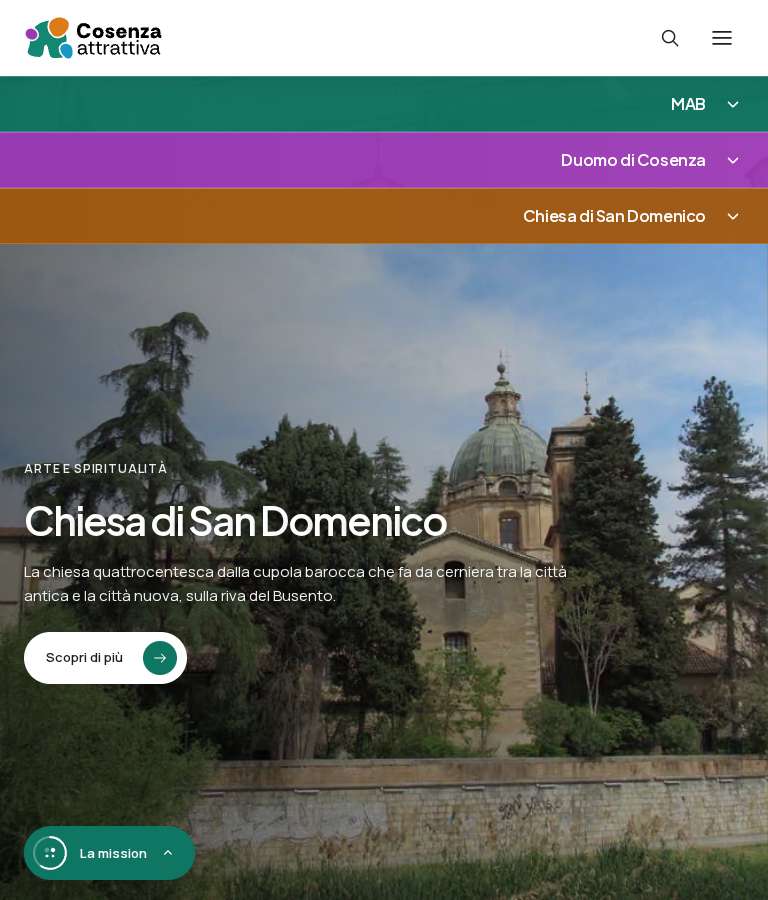 Cosenza
attrattiva
MAB
Duomo di Cosenza
Chiesa di San Domenico
ARTE E SPIRITUALITÀ
Chiesa di San Domenico
La chiesa quattrocentesca dalla cupola barocca che fa da cerniera tra la città
antica e la città nuova, sulla riva del Busento.
Scopri di più
La mission